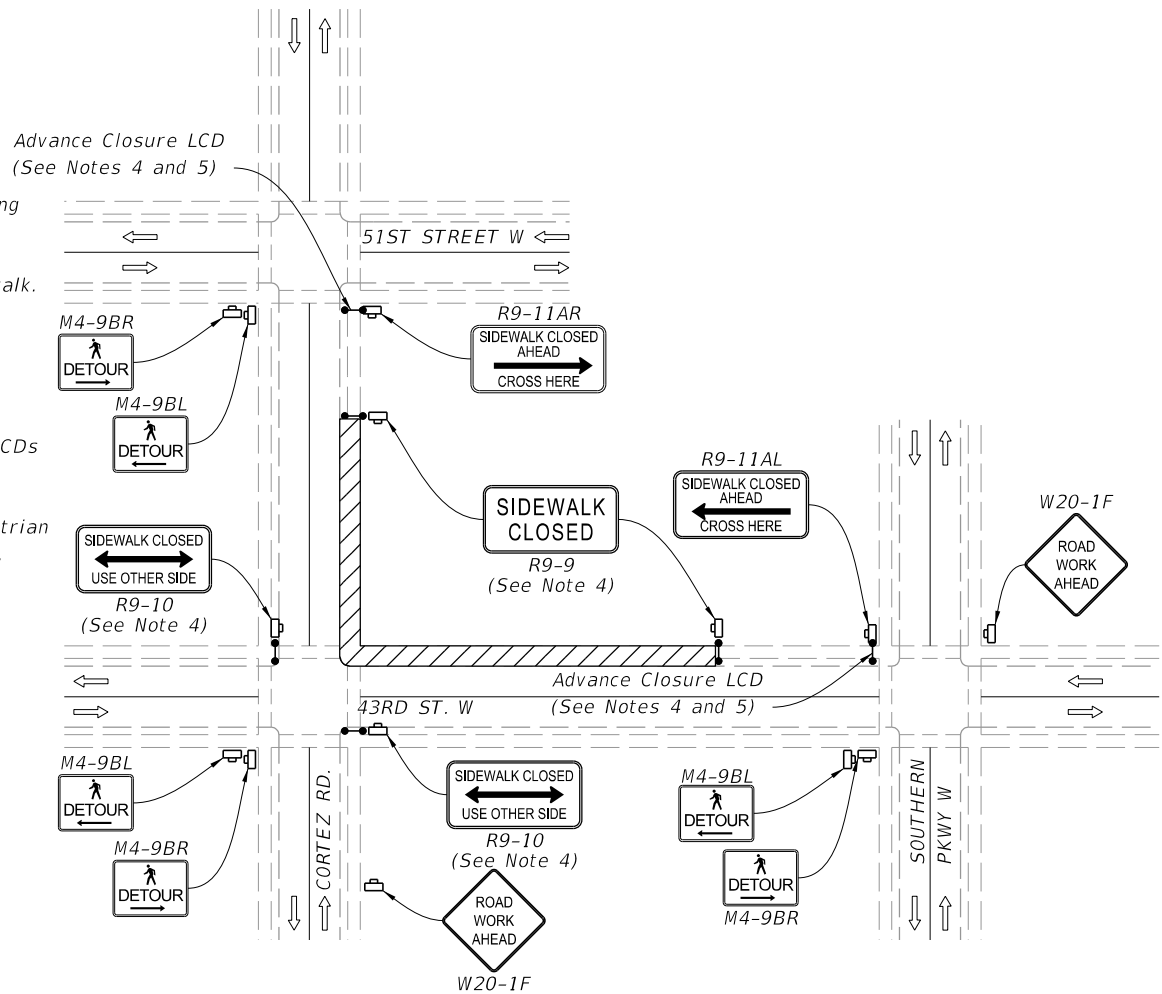 Advance Closure LCD
(See Notes 4 and 5)
51ST STREET W
M4-9BR
DETOUR
M4-9BL
DETOUR
R9-11AR
SIDEWALK CLOSED
AHEAD
CROSS HERE
SIDEWALK CLOSED
USE OTHER SIDE
R9-10
(See Note 4)
SIDEWALK
CLOSED
R9-9
(See Note 4)
R9-11AL
SIDEWALK CLOSED
AHEAD
CROSS HERE
W20-1F
ROAD
WORK
AHEAD
Advance Closure LCD
(See Notes 4 and 5)
43RD ST. W
M4-9BL
DETOUR
M4-9BR
DETOUR
CORTEZ RD.
SIDEWALK CLOSED
USE OTHER SIDE
R9-10
(See Note 4)
ROAD
WORK
AHEAD
W20-1F
M4-9BL
DETOUR
DETOUR
M4-9BR
SOUTHERN
PKWY W